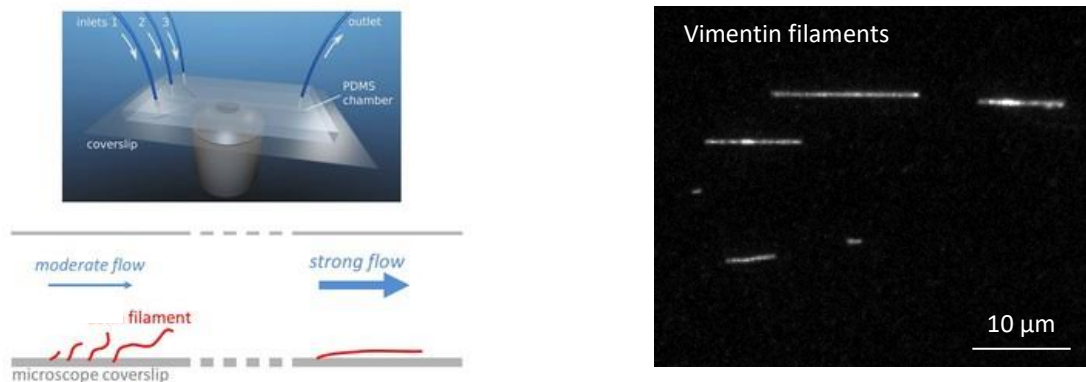 inlets 1 2 3
outlet
PDMS
chamber
coverslip
moderate flow
strong flow
filament
microscope coverslip
Vimentin filaments
10 µm